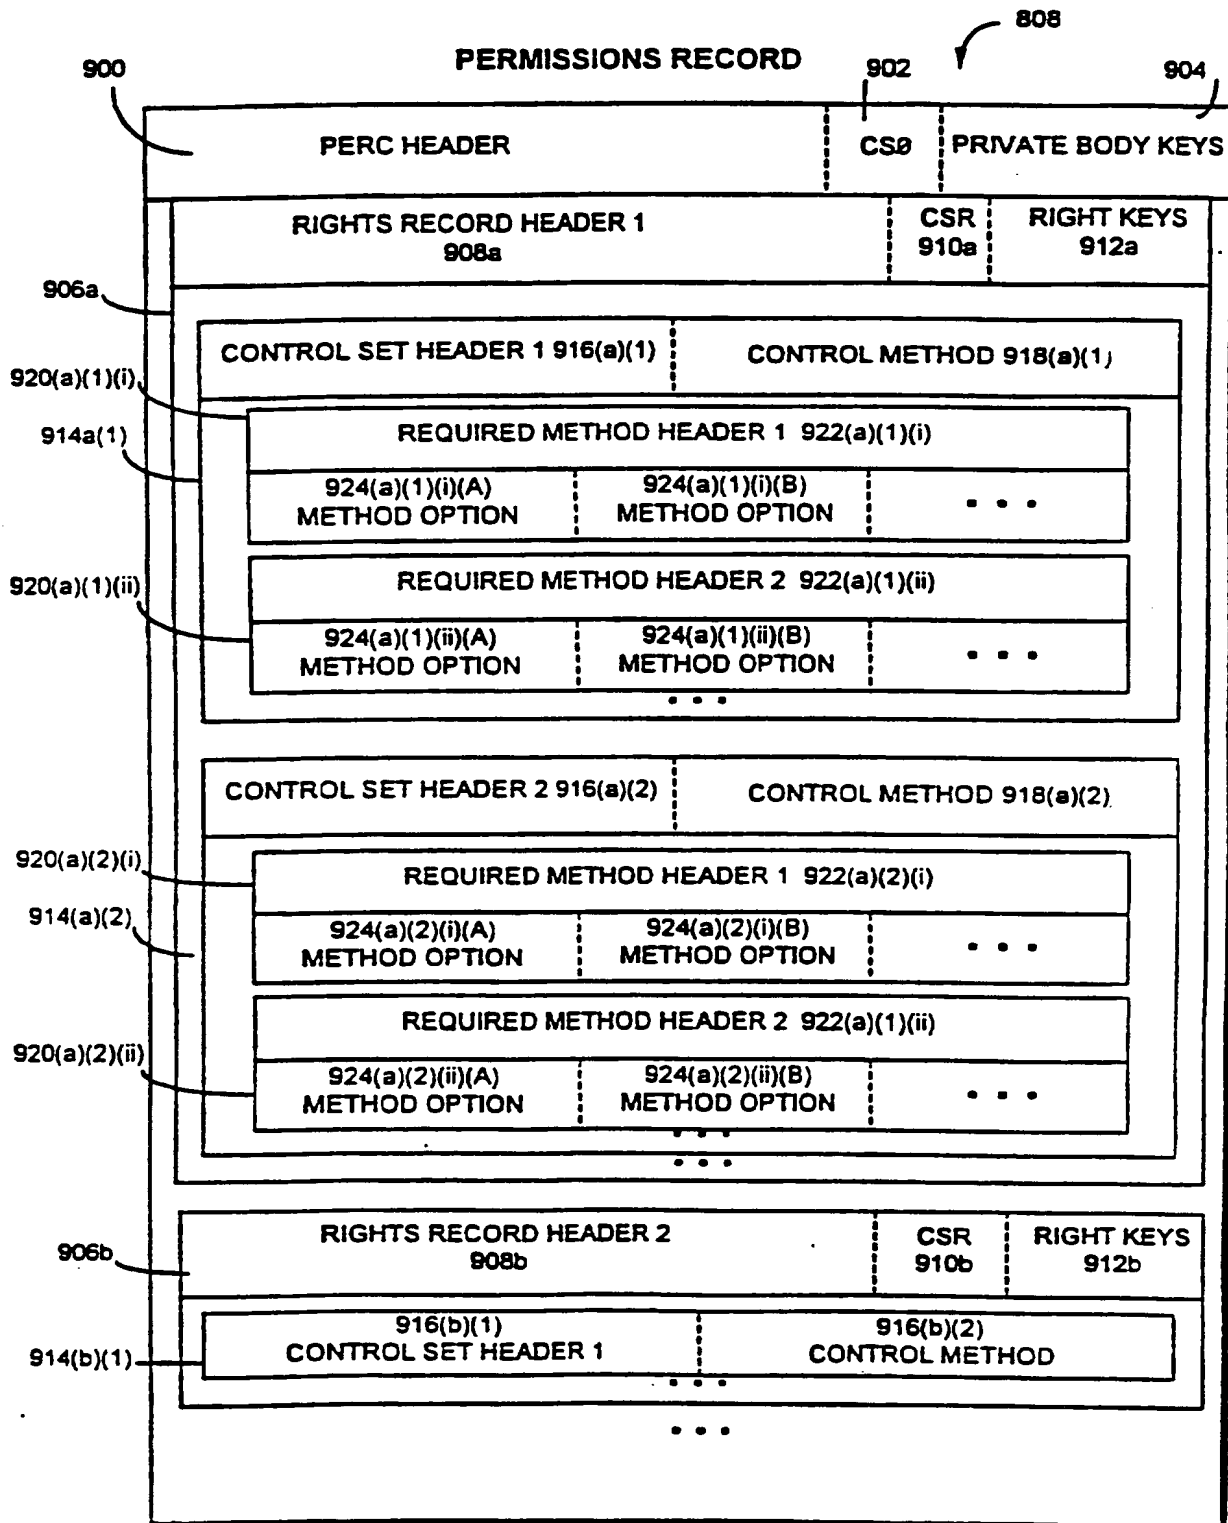 808
PERMISSIONS RECORD
900
902
904
PERC HEADER
CS0
PRIVATE BODY KEYS
RIGHTS RECORD HEADER 1
908a
CSR
910a
RIGHT KEYS
912a
906a
CONTROL SET HEADER 1 916(a)(1)
CONTROL METHOD 918(a)(1)
920(a)(1)(i)
914a(1)
REQUIRED METHOD HEADER 1 922(a)(1)(i)
924(a)(1)(i)(A)
METHOD OPTION
924(a)(1)(i)(B)
METHOD OPTION
• • •
920(a)(1)(ii)
REQUIRED METHOD HEADER 2 922(a)(1)(ii)
924(a)(1)(ii)(A)
METHOD OPTION
924(a)(1)(ii)(B)
METHOD OPTION
• • •
• • •
CONTROL SET HEADER 2 916(a)(2)
CONTROL METHOD 918(a)(2)
920(a)(2)(i)
914(a)(2)
REQUIRED METHOD HEADER 1 922(a)(2)(i)
924(a)(2)(i)(A)
METHOD OPTION
924(a)(2)(i)(B)
METHOD OPTION
• • •
920(a)(2)(ii)
REQUIRED METHOD HEADER 2 922(a)(1)(ii)
924(a)(2)(ii)(A)
METHOD OPTION
924(a)(2)(ii)(B)
METHOD OPTION
• • •
• • •
• • •
906b
RIGHTS RECORD HEADER 2
908b
CSR
910b
RIGHT KEYS
912b
914(b)(1)
916(b)(1)
CONTROL SET HEADER 1
916(b)(2)
CONTROL METHOD
• • •
• • •